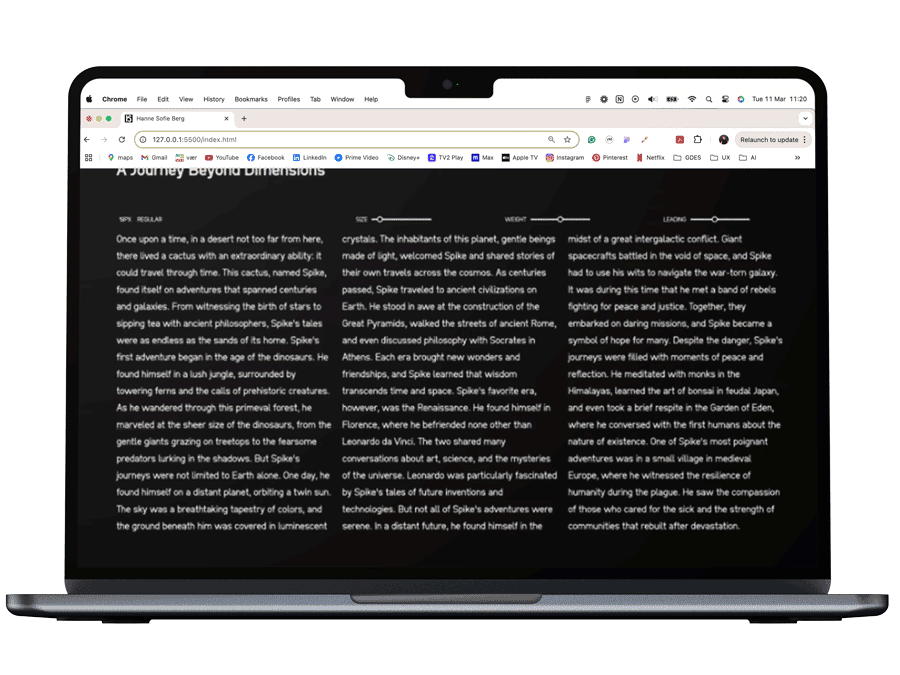 Chrome File Edit View History Bookmarks Profiles Tab Window Help Tue 11 Mar 11:20
Hanne Sofie Berg
127.0.0.1:5500/index.html Relaunch to update
maps Gmail vær YouTube Facebook LinkedIn Prime Video Disney+ TV2 Play Max Apple TV Instagram Pinterest Netflix GDES UX AI
A Journey Beyond Dimensions
REGULAR SIZE WEIGHT LEADING
Once upon a time, in a desert not too far from here,
there lived a cactus with an extraordinary ability: it
could travel through time. This cactus, named Spike,
found itself on adventures that spanned centuries
and galaxies. From witnessing the birth of stars to
sipping tea with ancient philosophers, Spike's tales
were as endless as the sands of its home. Spike's
first adventure began in the age of the dinosaurs. He
found himself in a lush jungle, surrounded by
towering ferns and the calls of prehistoric creatures.
As he wandered through this primeval forest, he
marveled at the sheer size of the dinosaurs, from the
gentle giants grazing on treetops to the fearsome
predators lurking in the shadows. But Spike's
journeys were not limited to Earth alone. One day, he
found himself on a distant planet, orbiting a twin sun.
The sky was a breathtaking tapestry of colors, and
the ground beneath him was covered in luminescent
crystals. The inhabitants of this planet, gentle beings
made of light, welcomed Spike and shared stories of
their own travels across the cosmos. As centuries
passed, Spike traveled to ancient civilizations on
Earth. He stood in awe at the construction of the
Great Pyramids, walked the streets of ancient Rome,
and even discussed philosophy with Socrates in
Athens. Each era brought new wonders and
friendships, and Spike learned that wisdom
transcends time and space. Spike's favorite era,
however, was the Renaissance. He found himself in
Florence, where he befriended none other than
Leonardo da Vinci. The two shared many
conversations about art, science, and the mysteries
of the universe. Leonardo was particularly fascinated
by Spike's tales of future inventions and
technologies. But not all of Spike's adventures were
serene. In a distant future, he found himself in the
midst of a great intergalactic conflict. Giant
spacecrafts battled in the void of space, and Spike
had to use his wits to navigate the war-torn galaxy.
It was during this time that he met a band of rebels
fighting for peace and justice. Together, they
embarked on daring missions, and Spike became a
symbol of hope for many. Despite the danger, Spike's
journeys were filled with moments of peace and
reflection. He meditated with monks in the
Himalayas, learned the art of bonsai in feudal Japan,
and even took a brief respite in the Garden of Eden,
where he conversed with the first humans about the
nature of existence. One of Spike's most poignant
adventures was in a small village in medieval
Europe, where he witnessed the resilience of
humanity during the plague. He saw the compassion
of those who cared for the sick and the strength of
communities that rebuilt after devastation.